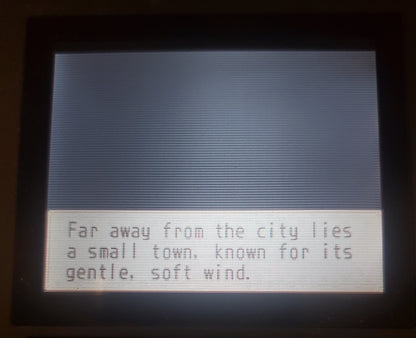 Far away from the city lies
a small town, known for its
gentle, soft wind.